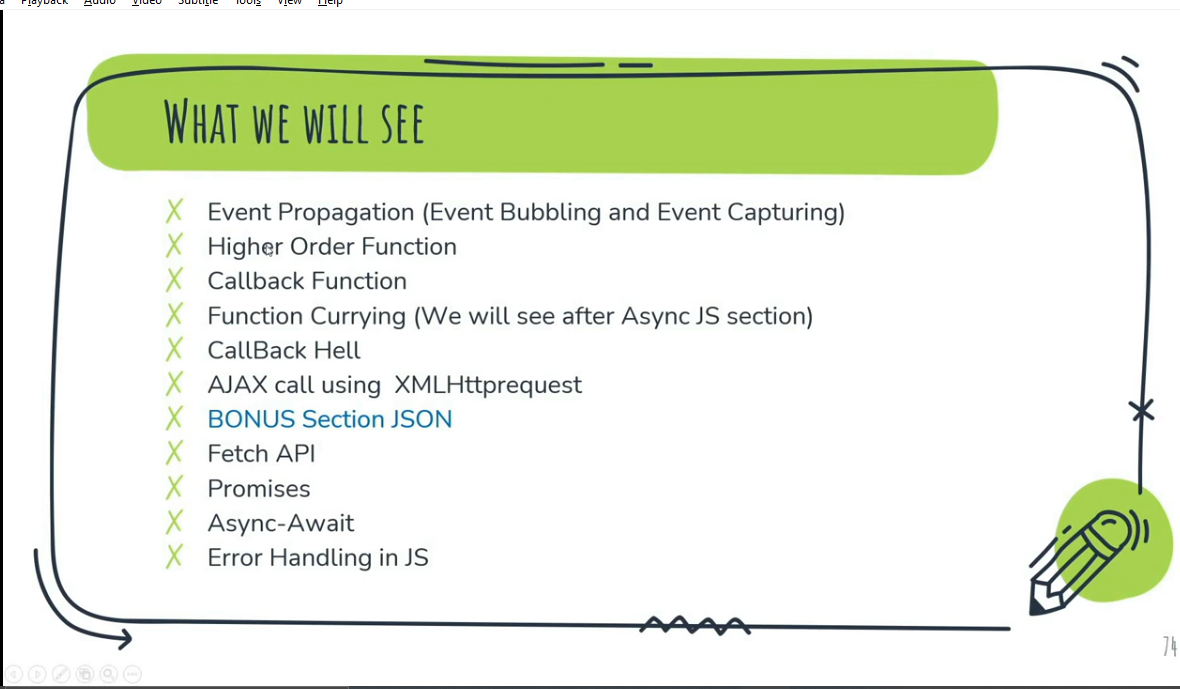 a Playback Audio Video Subtitle Tools View Help
WHAT WE WILL SEE
X Event Propagation (Event Bubbling and Event Capturing)
X Higher Order Function
X Callback Function
X Function Currying (We will see after Async JS section)
X CallBack Hell
X AJAX call using XMLHttprequest
X BONUS Section JSON
X Fetch API
X Promises
X Async-Await
X Error Handling in JS
74